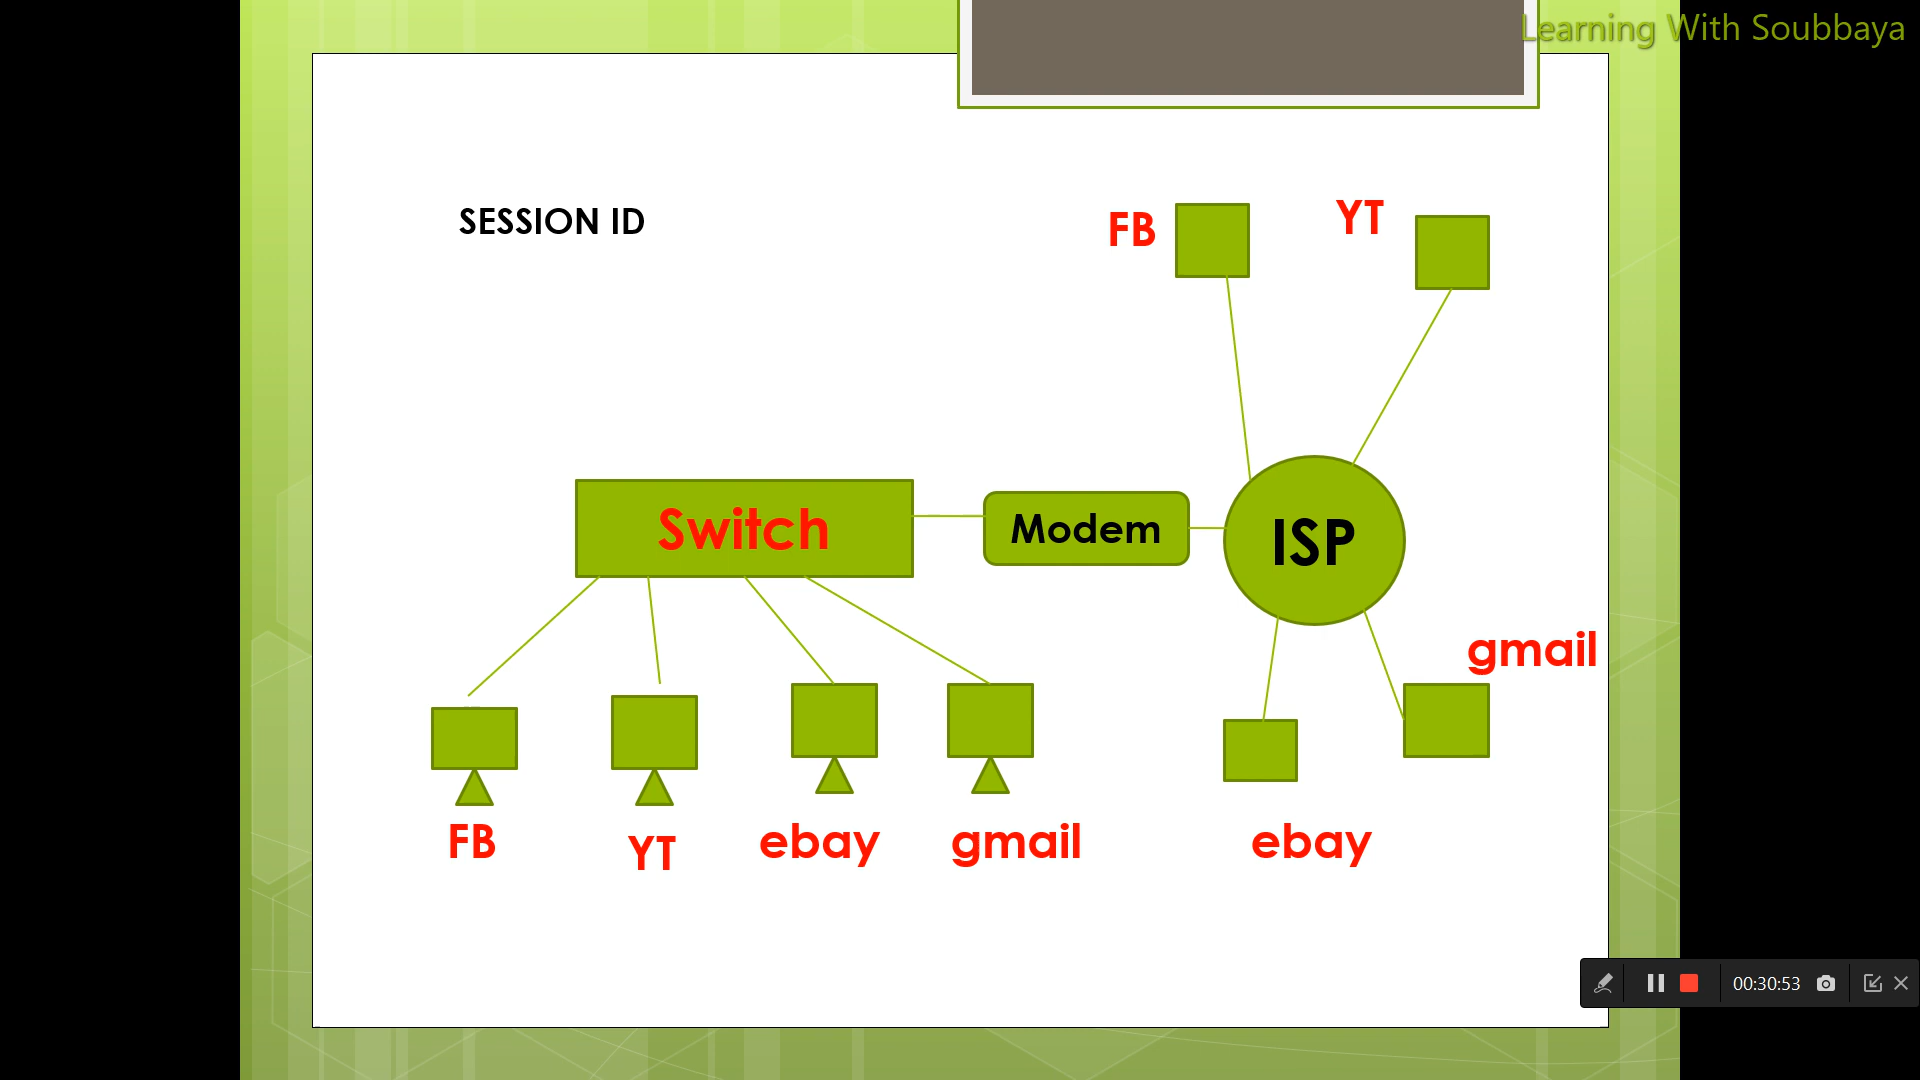 Learning With Soubbaya
SESSION ID
FB
YT
Switch
Modem
ISP
gmail
FB
YT
ebay
gmail
ebay
00:30:53